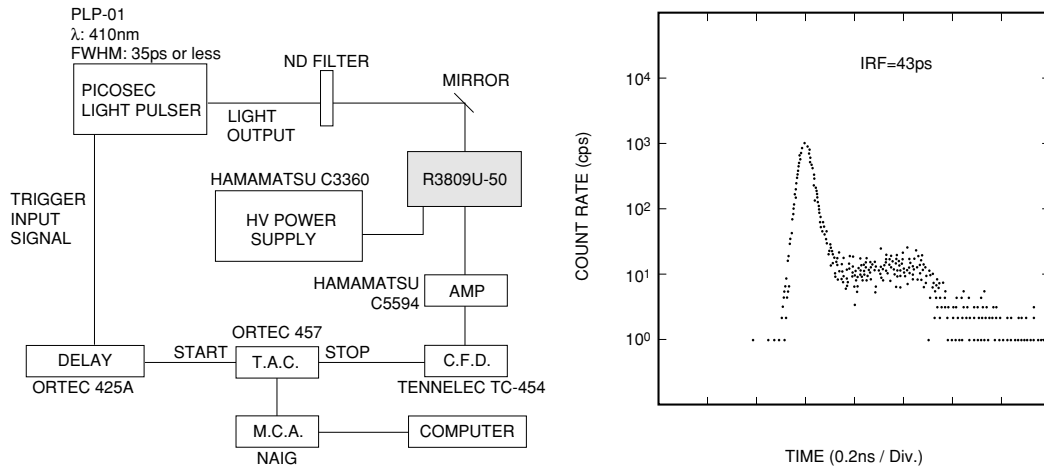 PLP-01
λ: 410nm
FWHM: 35ps or less
PICOSEC
LIGHT PULSER
ND FILTER
MIRROR
LIGHT
OUTPUT
R3809U-50
HAMAMATSU C3360
HV POWER
SUPPLY
TRIGGER
INPUT
SIGNAL
HAMAMATSU
C5594
AMP
ORTEC 457
DELAY
START
T.A.C.
STOP
C.F.D.
ORTEC 425A
TENNELEC TC-454
M.C.A.
COMPUTER
NAIG
IRF=43ps
COUNT RATE (cps)
10⁴
10³
10²
10¹
10⁰
TIME (0.2ns / Div.)